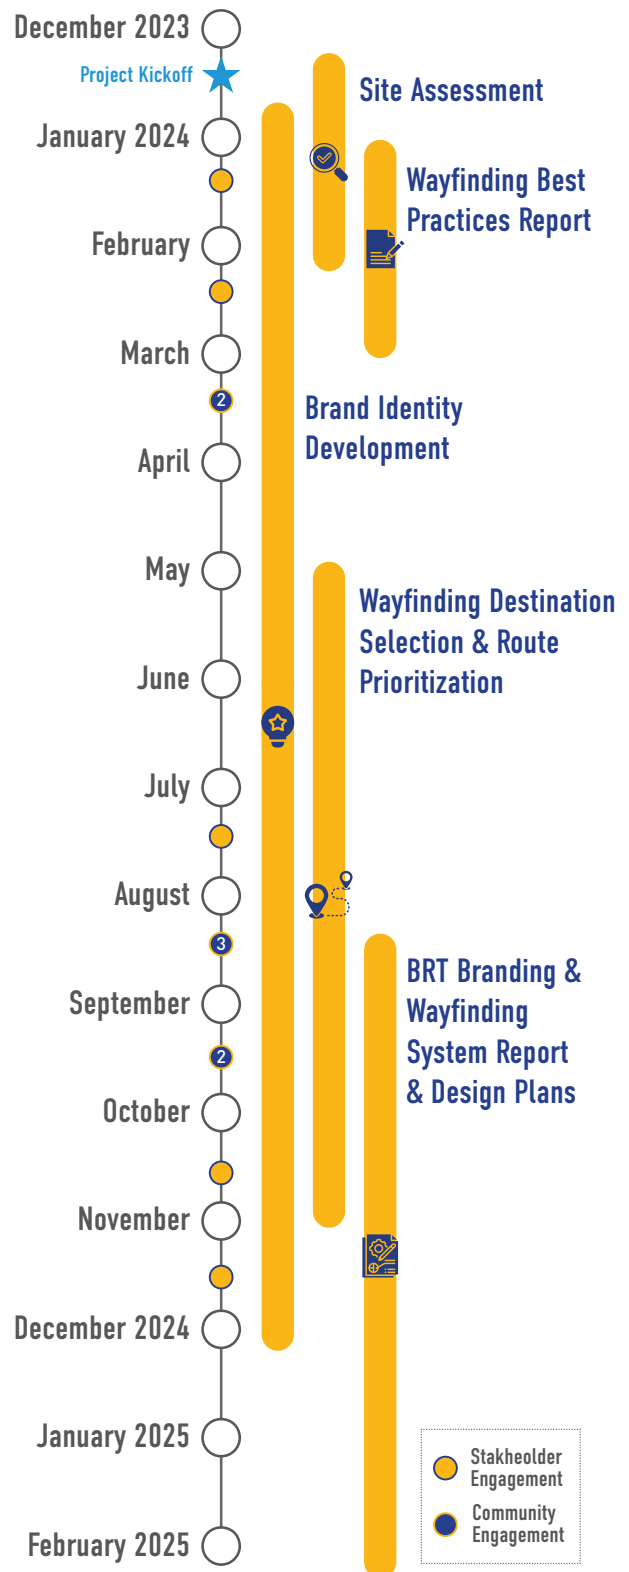 December 2023
Project Kickoff
Site Assessment
January 2024
Wayfinding Best
Practices Report
February
March
2
Brand Identity
Development
April
May
Wayfinding Destination
Selection & Route
Prioritization
June
July
August
3
BRT Branding &
Wayfinding
System Report
& Design Plans
September
2
October
November
December 2024
January 2025
Stakheolder
Engagement
Community
Engagement
February 2025